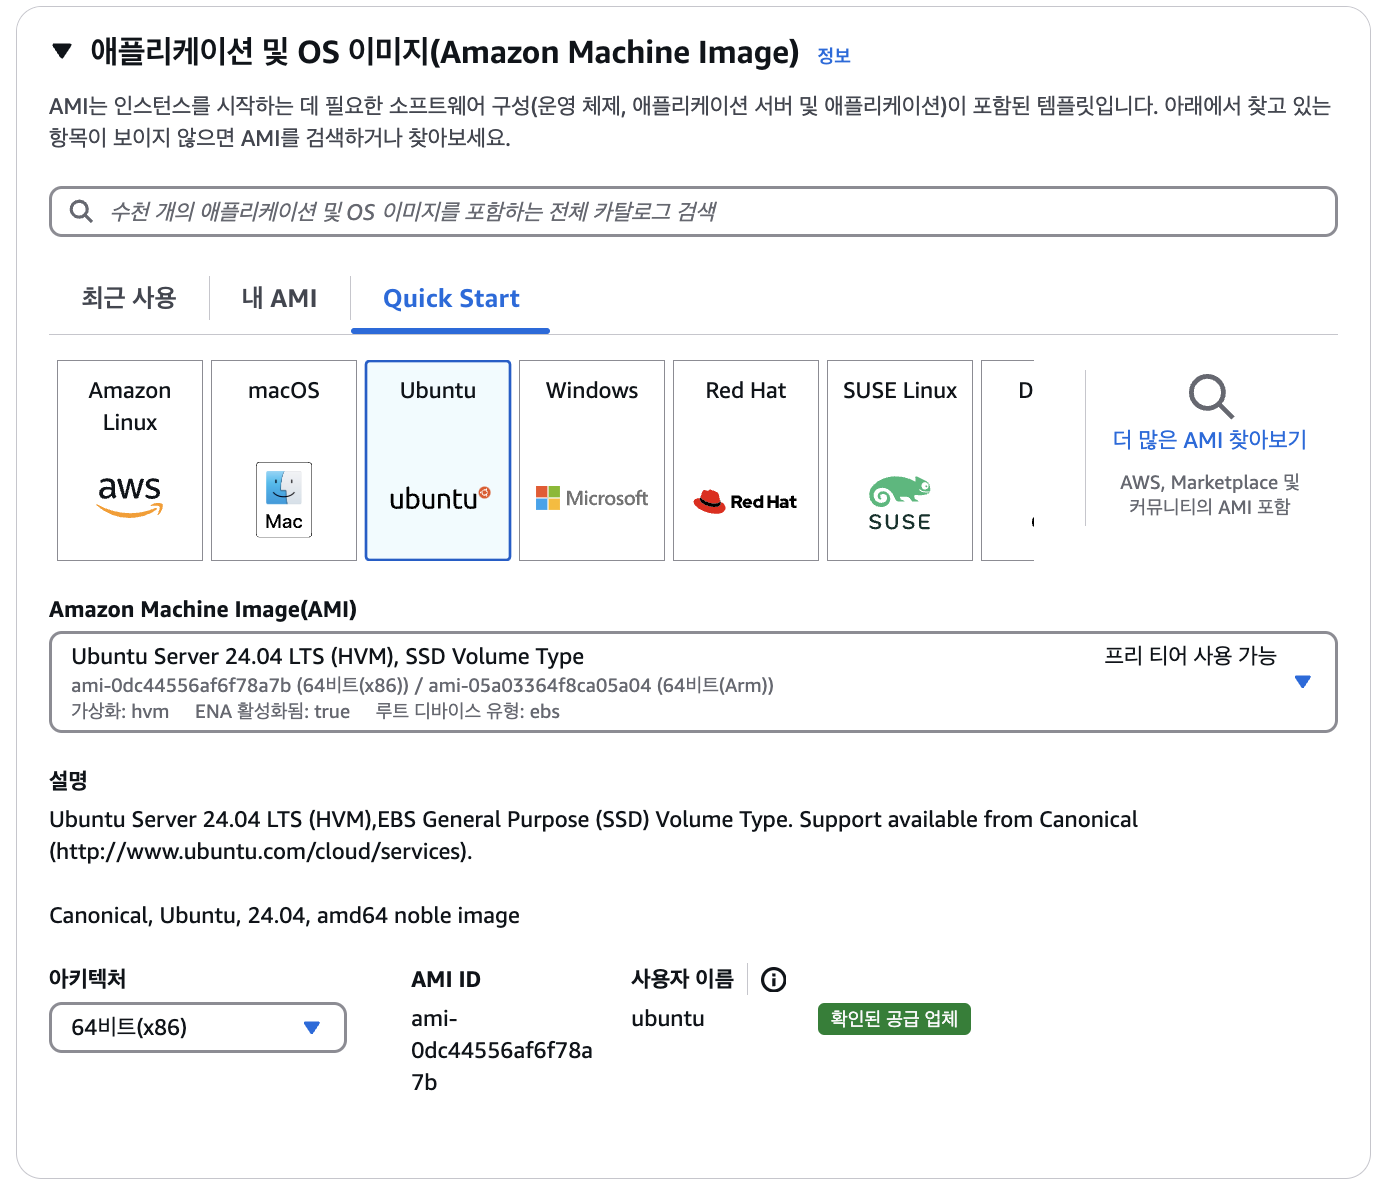 애플리케이션 및 OS 이미지(Amazon Machine Image) 정보
AMI는 인스턴스를 시작하는 데 필요한 소프트웨어 구성(운영 체제, 애플리케이션 서버 및 애플리케이션)이 포함된 템플릿입니다. 아래에서 찾고 있는
항목이 보이지 않으면 AMI를 검색하거나 찾아보세요.
수천 개의 애플리케이션 및 OS 이미지를 포함하는 전체 카탈로그 검색
최근 사용
내 AMI
Quick Start
Amazon
Linux
aws
macOS
Mac
Ubuntu
ubuntu
Windows
Microsoft
Red Hat
Red Hat
SUSE Linux
SUSE
D
더 많은 AMI 찾아보기
AWS, Marketplace 및
커뮤니티의 AMI 포함
Amazon Machine Image(AMI)
Ubuntu Server 24.04 LTS (HVM), SSD Volume Type
프리 티어 사용 가능
ami-0dc44556af6f78a7b (64비트(x86)) / ami-05a03364f8ca05a04 (64비트(Arm))
가상화: hvm ENA 활성화됨: true 루트 디바이스 유형: ebs
설명
Ubuntu Server 24.04 LTS (HVM),EBS General Purpose (SSD) Volume Type. Support available from Canonical
(http://www.ubuntu.com/cloud/services).
Canonical, Ubuntu, 24.04, amd64 noble image
아키텍처
64비트(x86)
AMI ID
ami-
0dc44556af6f78a
7b
사용자 이름
ubuntu
확인된 공급 업체